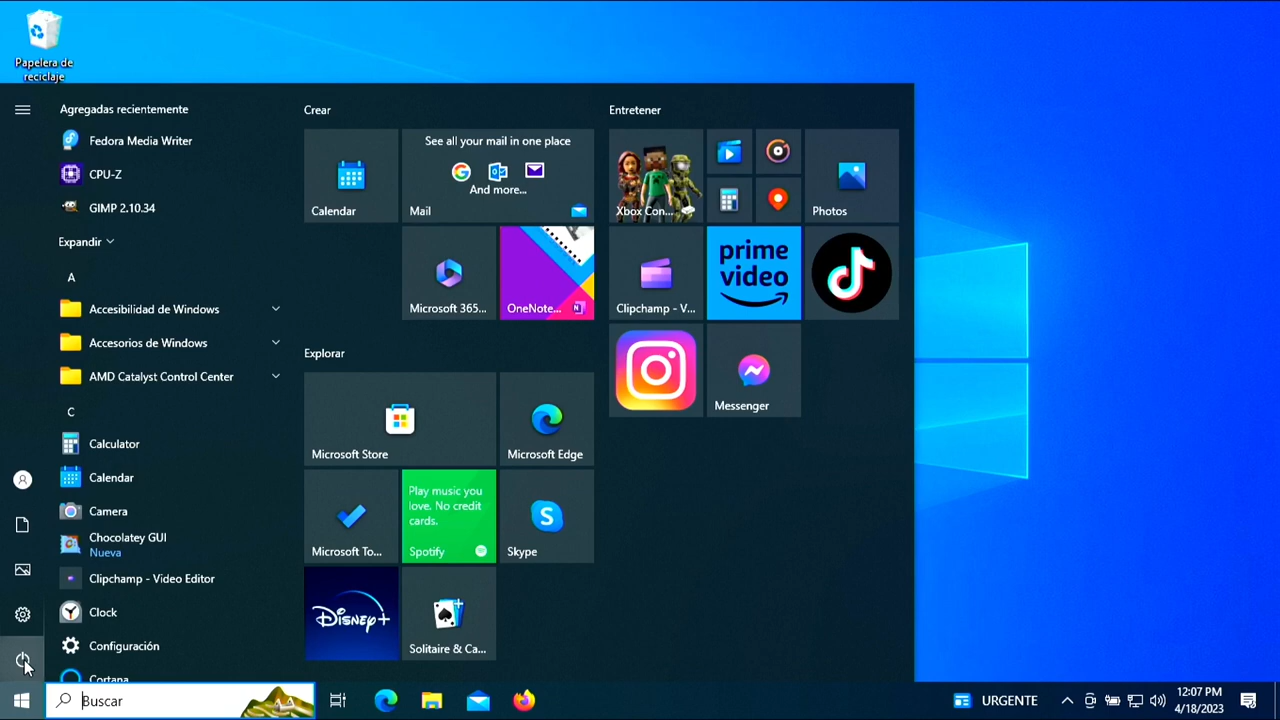 Papelera de
reciclaje
Agregadas recientemente
Fedora Media Writer
CPU-Z
GIMP 2.10.34
Expandir
A
Accesibilidad de Windows
Accesorios de Windows
AMD Catalyst Control Center
C
Calculator
Calendar
Camera
Chocolatey GUI
Nueva
Clipchamp - Video Editor
Clock
Configuración
Cortana
Crear
Calendar
See all your mail in one place
And more...
Mail
Microsoft 365...
OneNote...
Explorar
Microsoft Store
Microsoft Edge
Microsoft To...
Play music you
love. No credit
cards.
Spotify
Skype
Disney+
Solitaire & Ca...
Entretener
Xbox Con...
Photos
Clipchamp - V...
prime
video
Messenger
Buscar
URGENTE
12:07 PM
4/18/2023